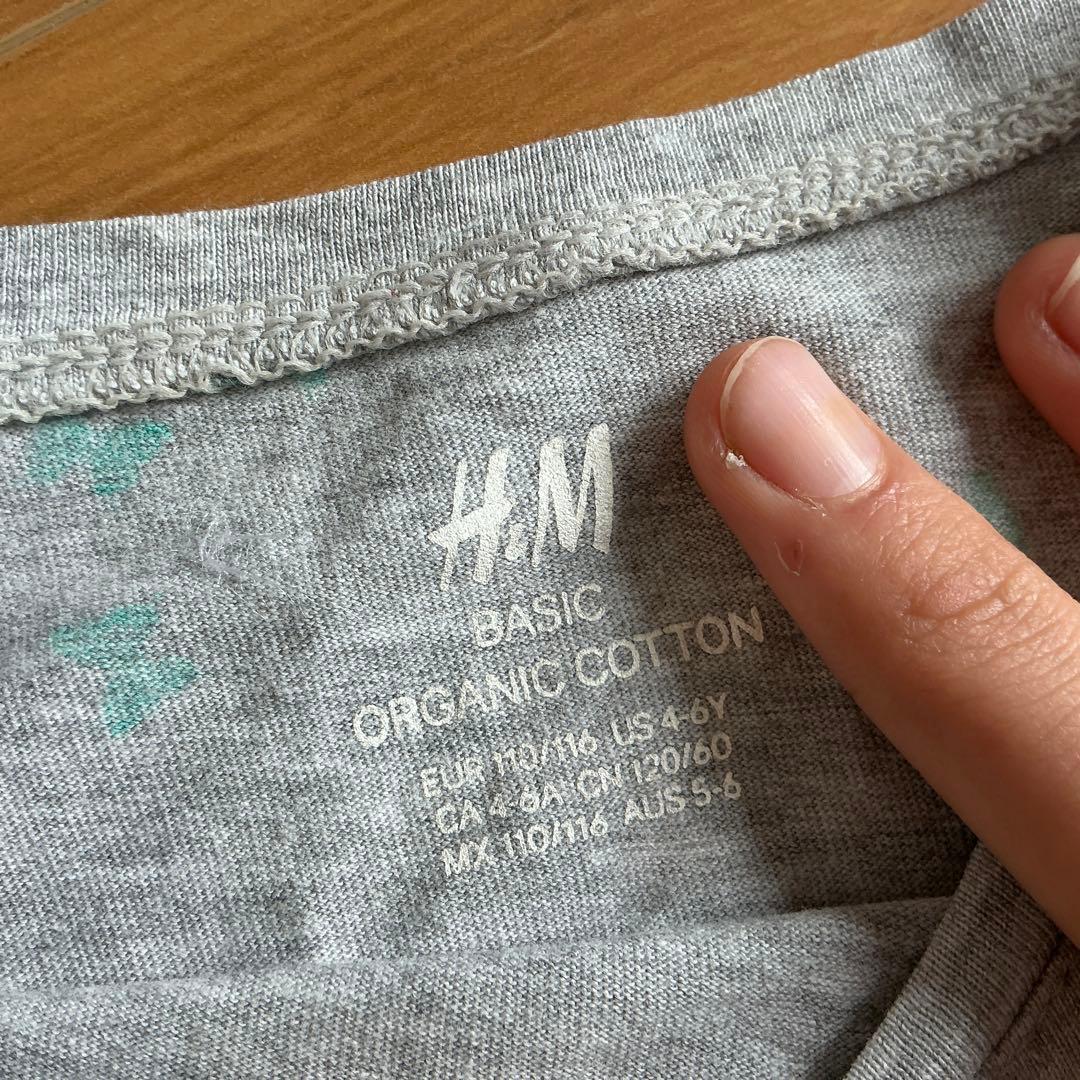 H&M
BASIC
ORGANIC COTTON
EUR 110/116 US 4-6Y
CA 4-6A CN 120/60
MX 110/116 AUS 5-6